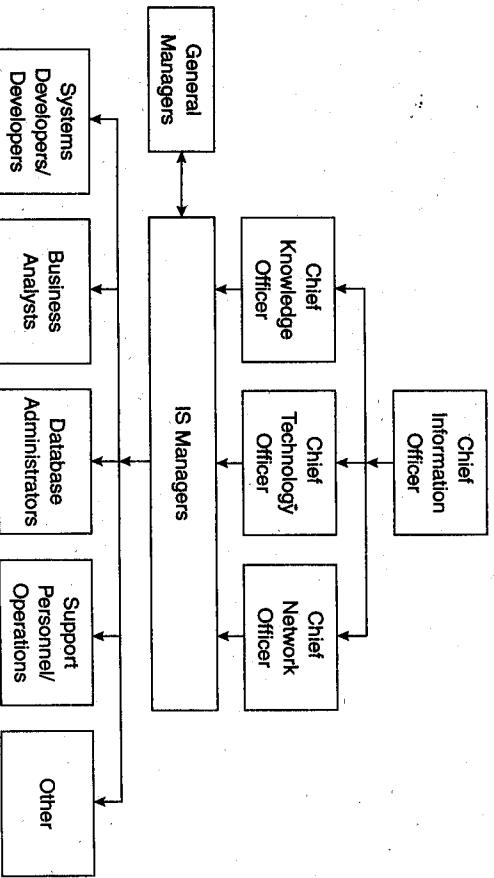 Chief
Information
Officer
Chief
Knowledge
Officer
Chief
Technology
Officer
Chief
Network
Officer
General
Managers
IS Managers
Systems
Developers/
Developers
Business
Analysts
Database
Administrators
Support
Personnel/
Operations
Other